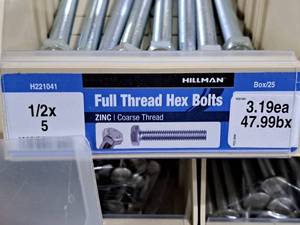 HILLMAN
H221041
Box/25
1/2x
5
Full Thread Hex Bolts
ZINC | Coarse Thread
3.19ea
47.99bx